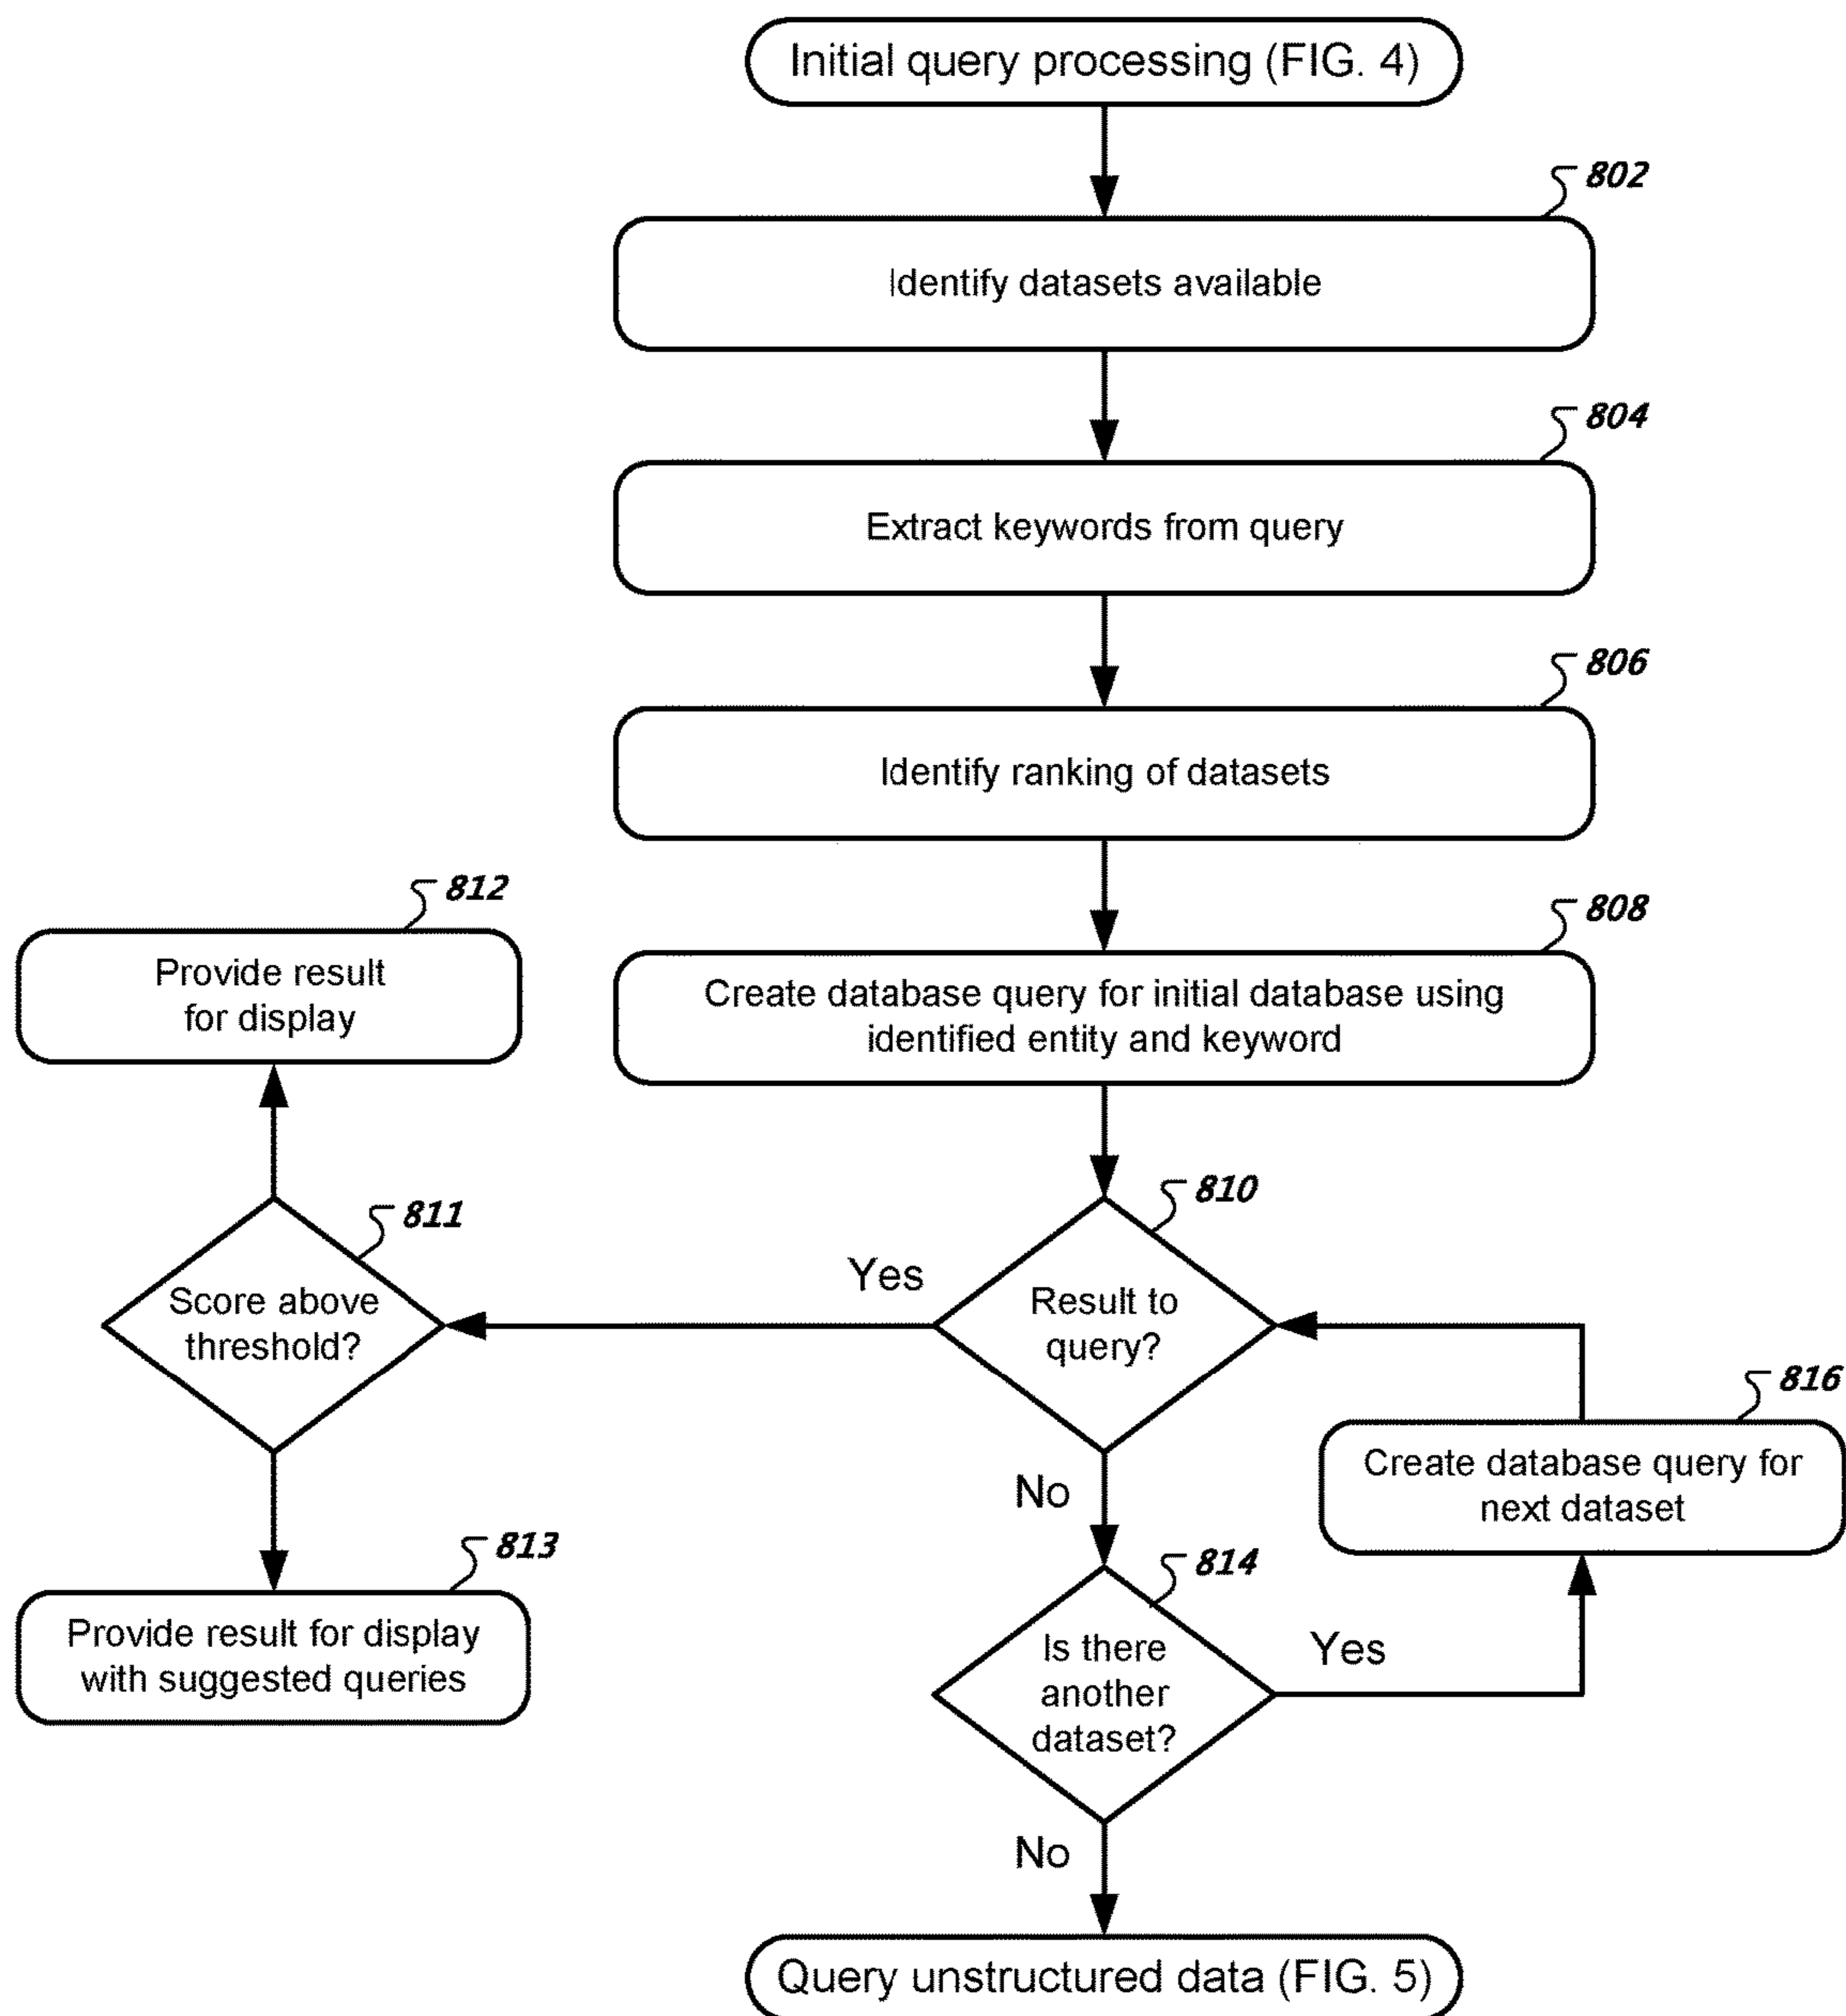 Initial query processing (FIG. 4)
802
Identify datasets available
804
Extract keywords from query
806
Identify ranking of datasets
812
808
Provide result
for display
Create database query for initial database using
identified entity and keyword
810
811
Yes
Score above
threshold?
Result to
query?
816
No
Create database query for
next dataset
813
814
Provide result for display
with suggested queries
Is there
another
dataset?
Yes
No
Query unstructured data (FIG. 5)